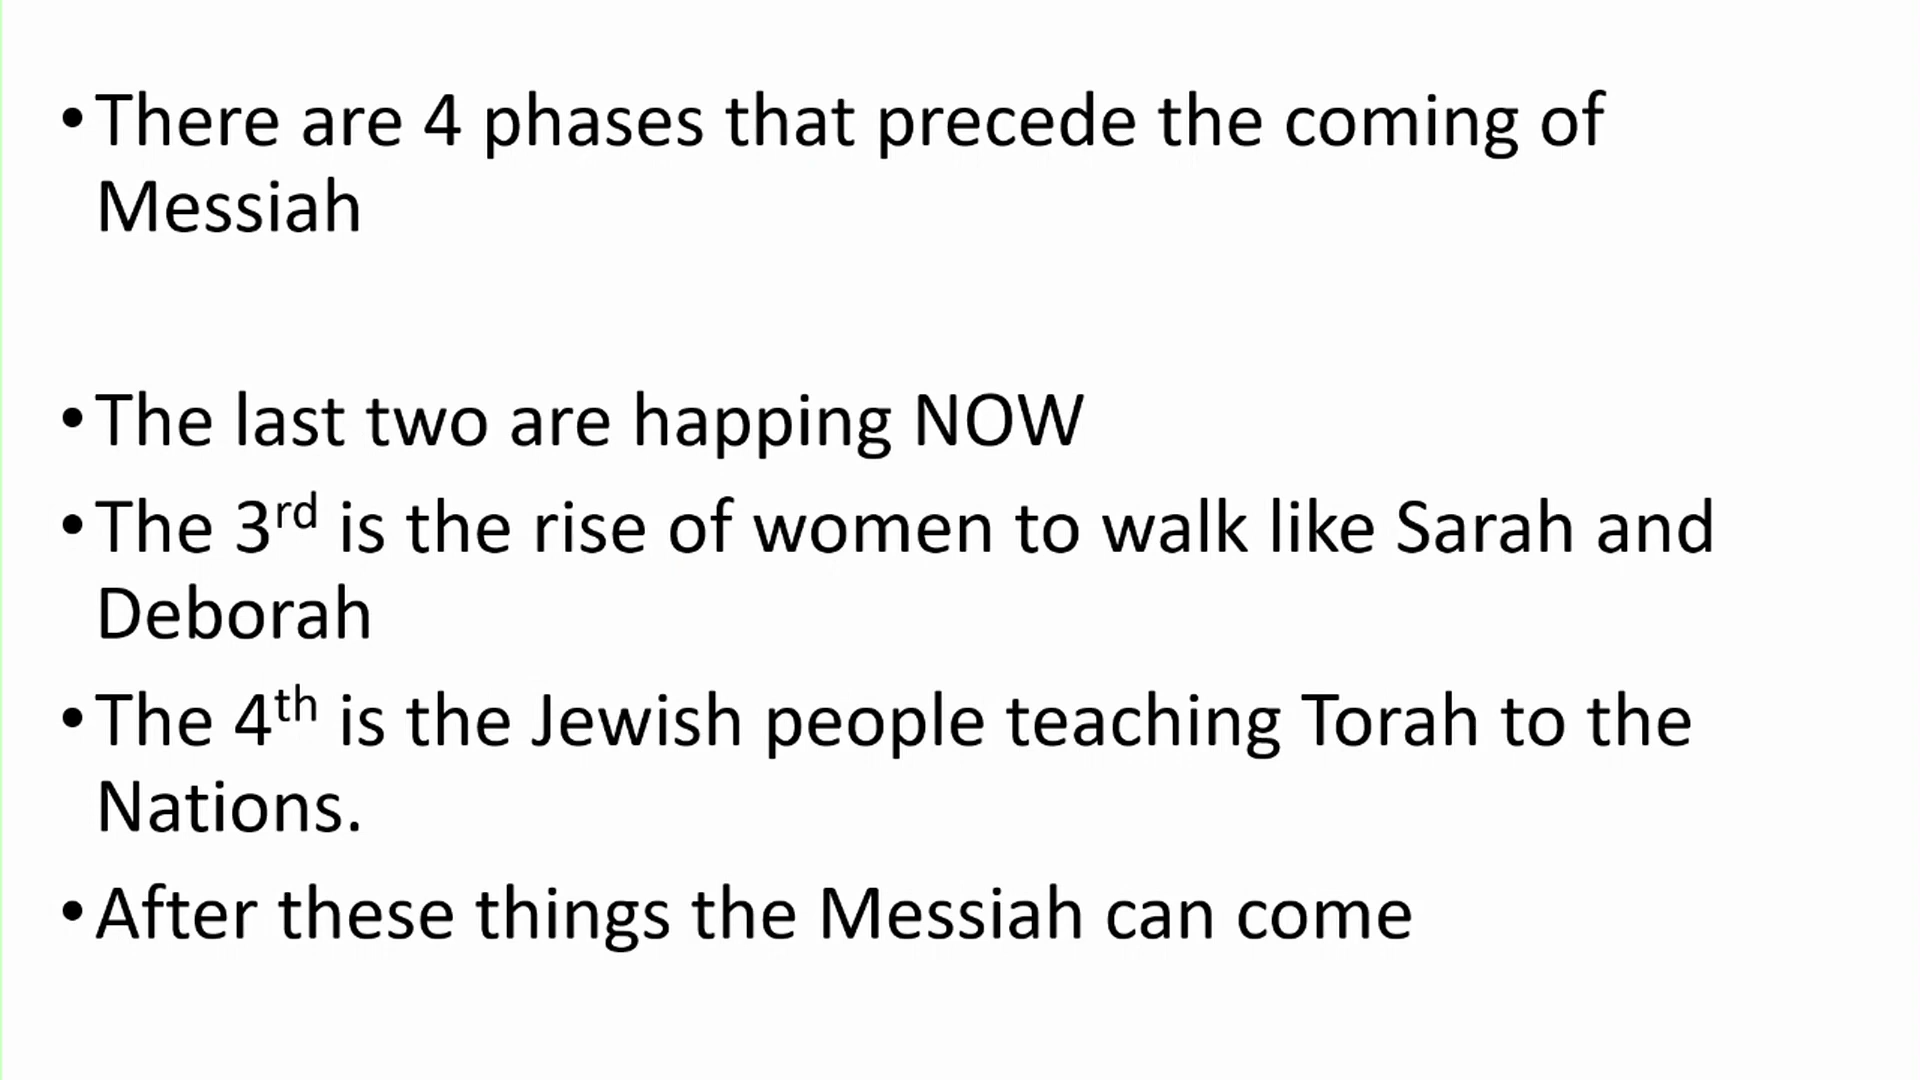 •There are 4 phases that precede the coming of
Messiah
•The last two are happing NOW
•The 3rd is the rise of women to walk like Sarah and
Deborah
•The 4th is the Jewish people teaching Torah to the
Nations.
•After these things the Messiah can come